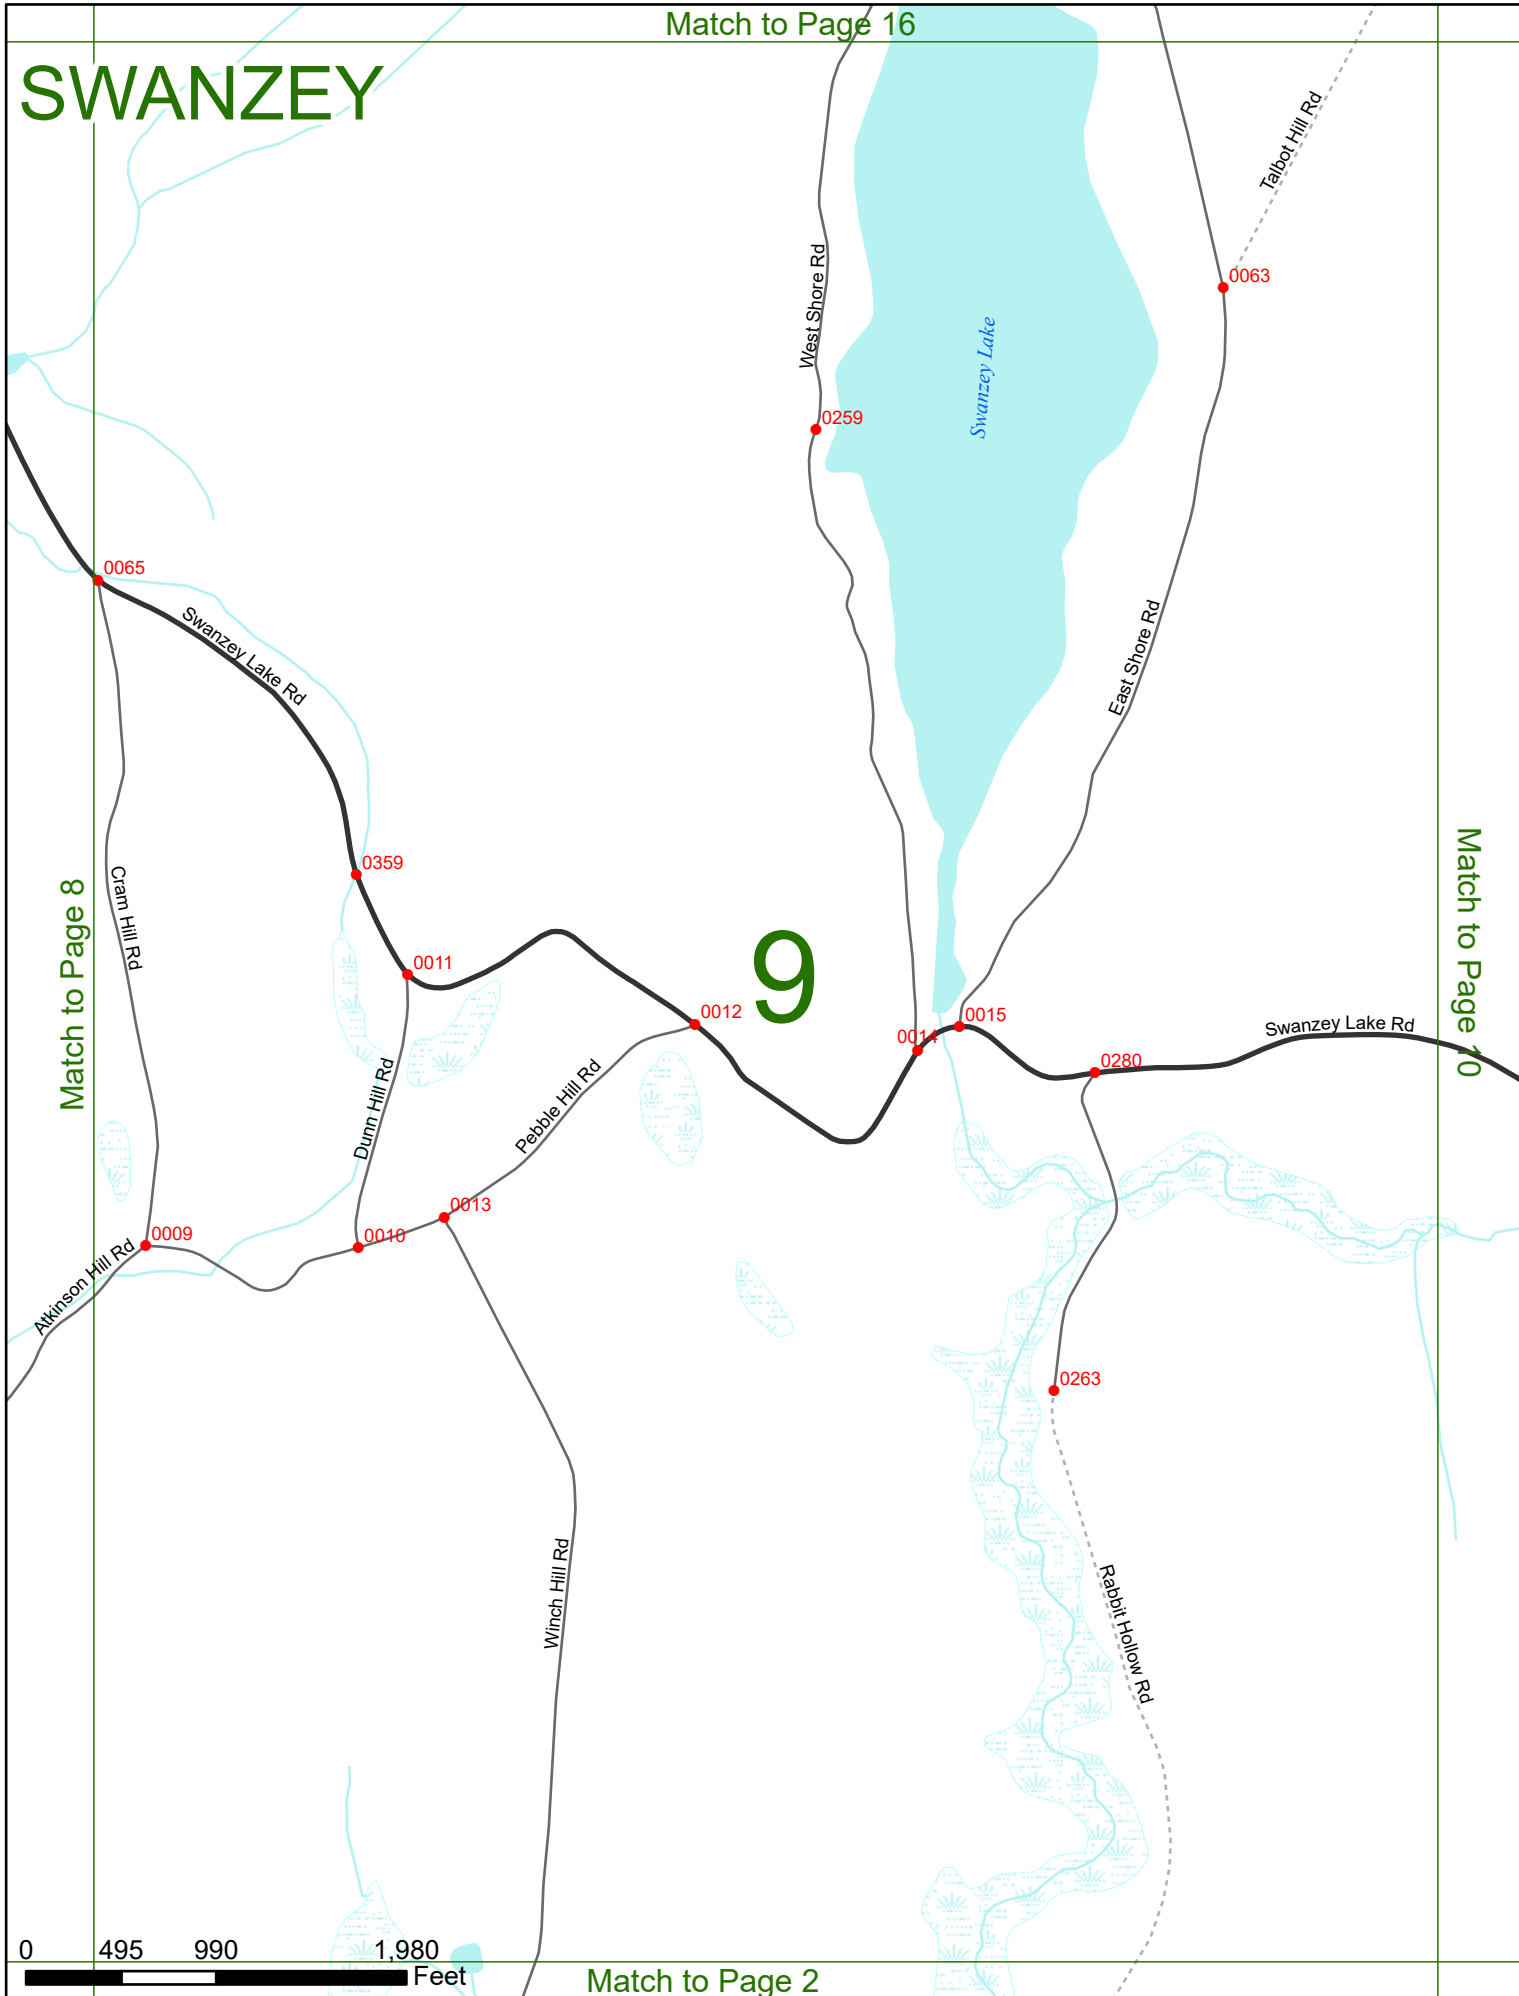 Match to Page 16
SWANZEY
Talbot Hill Rd
West Shore Rd
0063
Swanzey Lake
0259
0065
Swanzey Lake Rd
East Shore Rd
0359
Cram Hill Rd
Match to Page 8
Match to Page 10
0011
9
0012
0014
0015
Swanzey Lake Rd
0280
Dunn Hill Rd
Pebble Hill Rd
0013
0009
0010
Atkinson Hill Rd
0263
Winch Hill Rd
Rabbit Hollow Rd
0 495 990 1,980
Feet
Match to Page 2